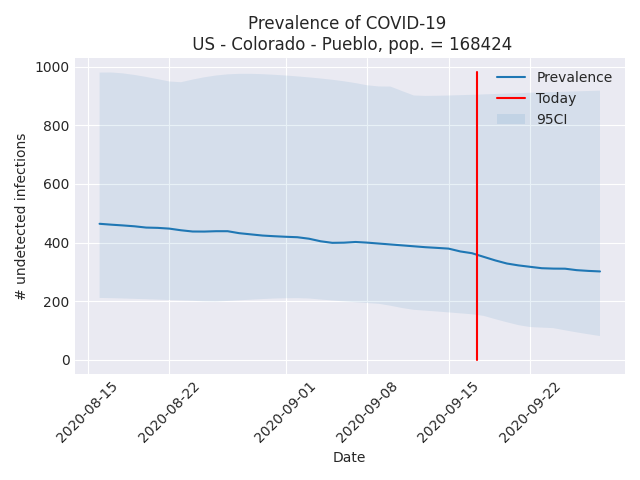 Prevalence of COVID-19
US - Colorado - Pueblo, pop. = 168424
1000
800
600
400
200
0
# undetected infections
Prevalence
Today
95CI
2020-08-15
2020-08-22
2020-09-01
2020-09-08
2020-09-15
2020-09-22
Date